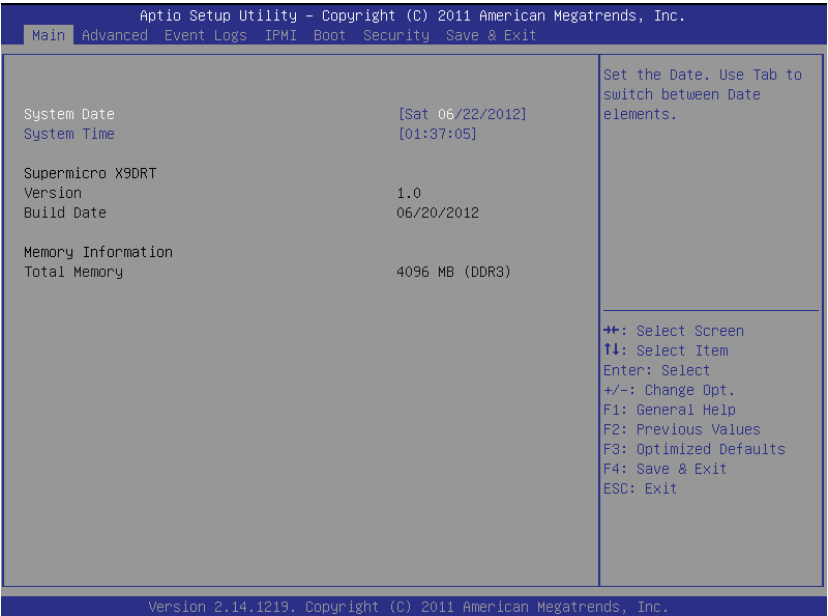 Aptio Setup Utility – Copyright (C) 2011 American Megatrends, Inc.
Main Advanced Event Logs IPMI Boot Security Save & Exit
Set the Date. Use Tab to
switch between Date
elements.
System Date [Sat 06/22/2012]
System Time [01:37:05]
Supermicro X9DRT
Version 1.0
Build Date 06/20/2012
Memory Information
Total Memory 4096 MB (DDR3)
→←: Select Screen
↑↓: Select Item
Enter: Select
+/-: Change Opt.
F1: General Help
F2: Previous Values
F3: Optimized Defaults
F4: Save & Exit
ESC: Exit
Version 2.14.1219. Copyright (C) 2011 American Megatrends, Inc.